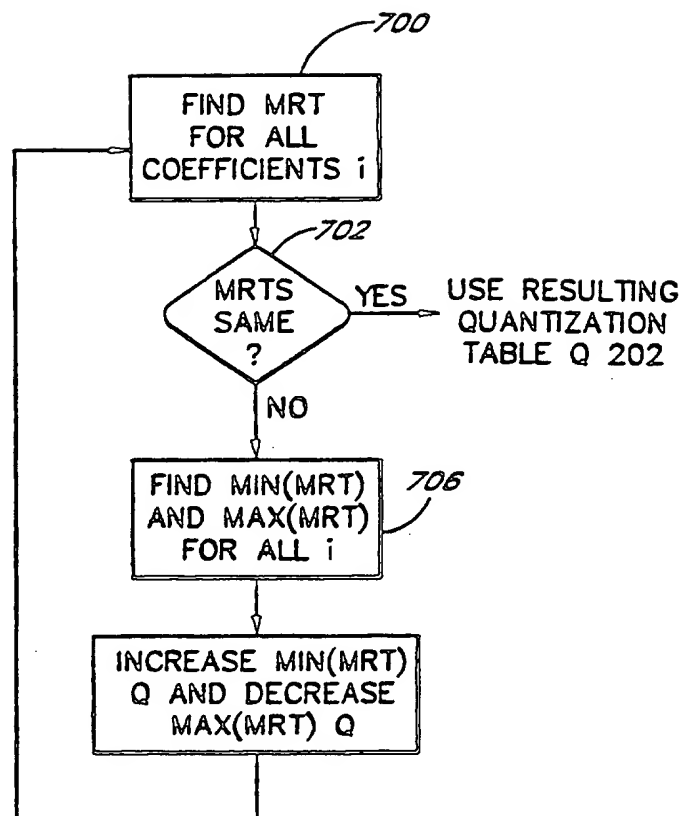 700
FIND MRT
FOR ALL
COEFFICIENTS i
702
MRTS
SAME
?
YES
USE RESULTING
QUANTIZATION
TABLE Q 202
NO
FIND MIN(MRT)
AND MAX(MRT)
FOR ALL i
706
INCREASE MIN(MRT)
Q AND DECREASE
MAX(MRT) Q